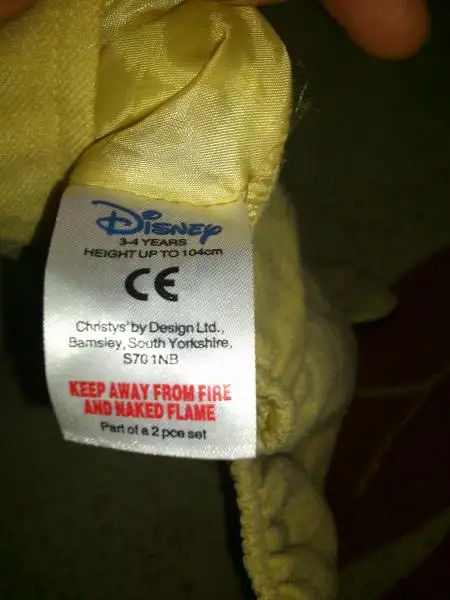 Disney
3-4 YEARS
HEIGHT UP TO 104cm
CE
Christys' by Design Ltd.,
Barnsley, South Yorkshire,
S70 1NB
KEEP AWAY FROM FIRE
AND NAKED FLAME
Part of a 2 pce set